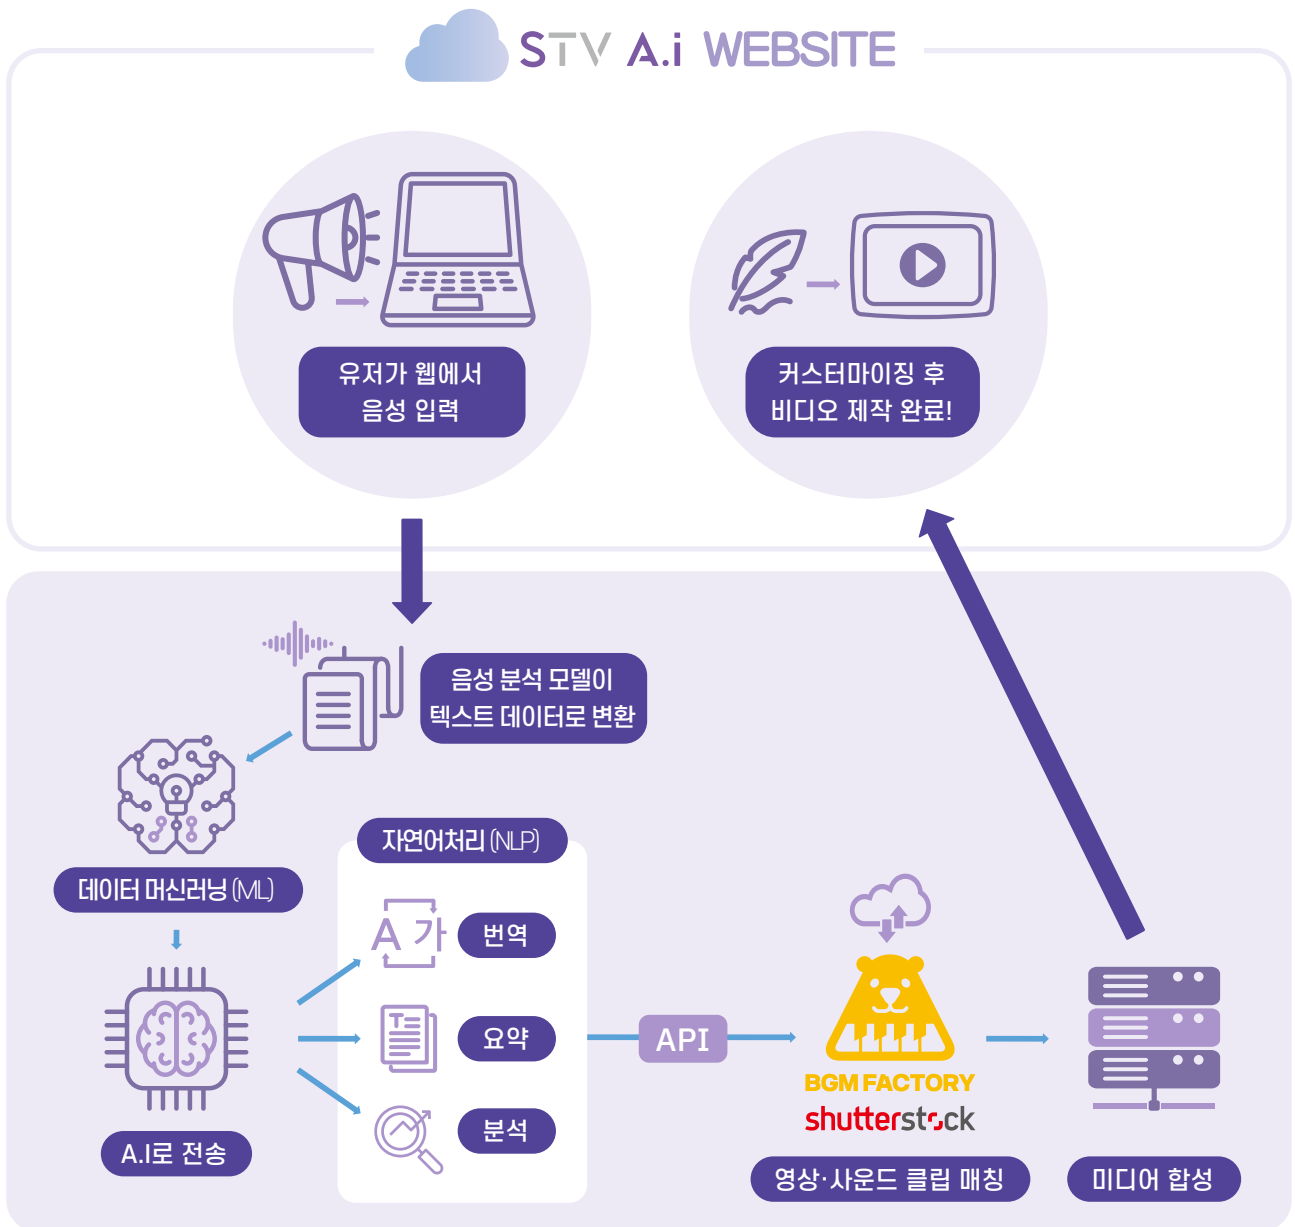 STV A.i WEBSITE
유저가 웹에서
음성 입력
커스터마이징 후
비디오 제작 완료!
음성 분석 모델이
텍스트 데이터로 변환
데이터 머신러닝 (ML)
자연어처리 (NLP)
A 가
번역
T
요약
분석
A.I로 전송
API
BGM FACTORY
shutterstock
영상·사운드 클립 매칭
미디어 합성